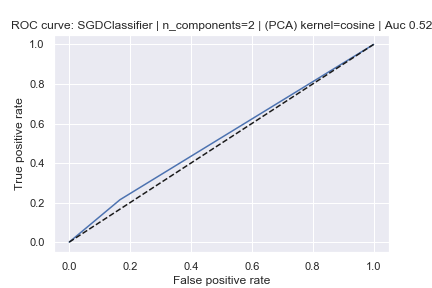 ROC curve: SGDClassifier | n_components=2 | (PCA) kernel=cosine | Auc 0.52
1.0
0.8
0.6
0.4
0.2
0.0
True positive rate
0.0 0.2 0.4 0.6 0.8 1.0
False positive rate